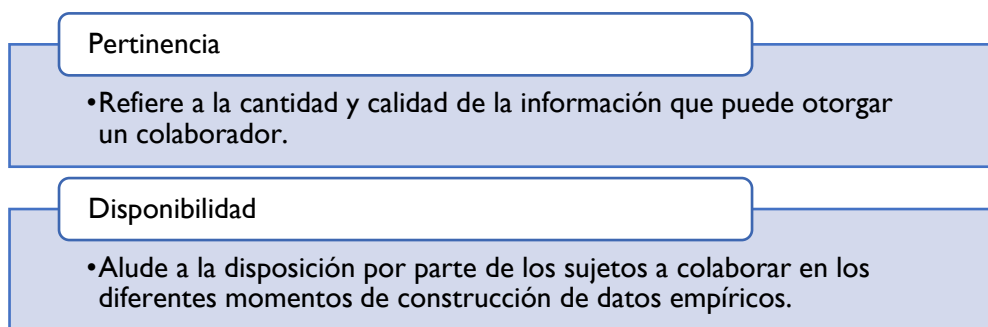 Pertinencia
•Refiere a la cantidad y calidad de la información que puede otorgar
un colaborador.
Disponibilidad
•Alude a la disposición por parte de los sujetos a colaborar en los
diferentes momentos de construcción de datos empíricos.